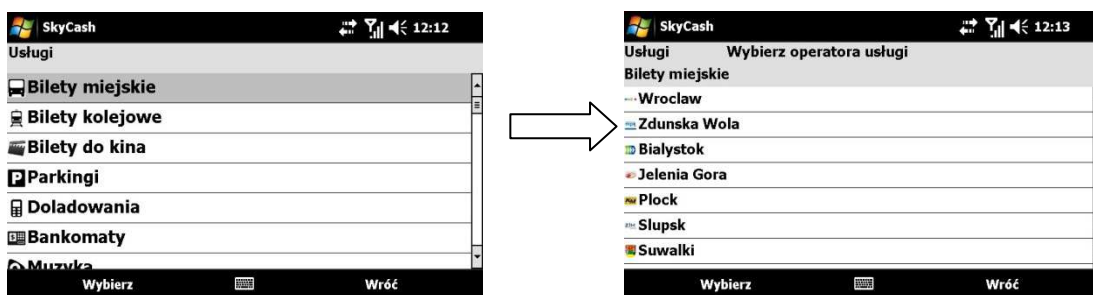 SkyCash 12:12
Usługi
Bilety miejskie
Bilety kolejowe
Bilety do kina
P Parkingi
Doladowania
Bankomaty
Muzyka
Wybierz Wróć
SkyCash 12:13
Usługi Wybierz operatora usługi
Bilety miejskie
Wroclaw
Zdunska Wola
Bialystok
Jelenia Gora
Plock
Slupsk
Suwalki
Wybierz Wróć